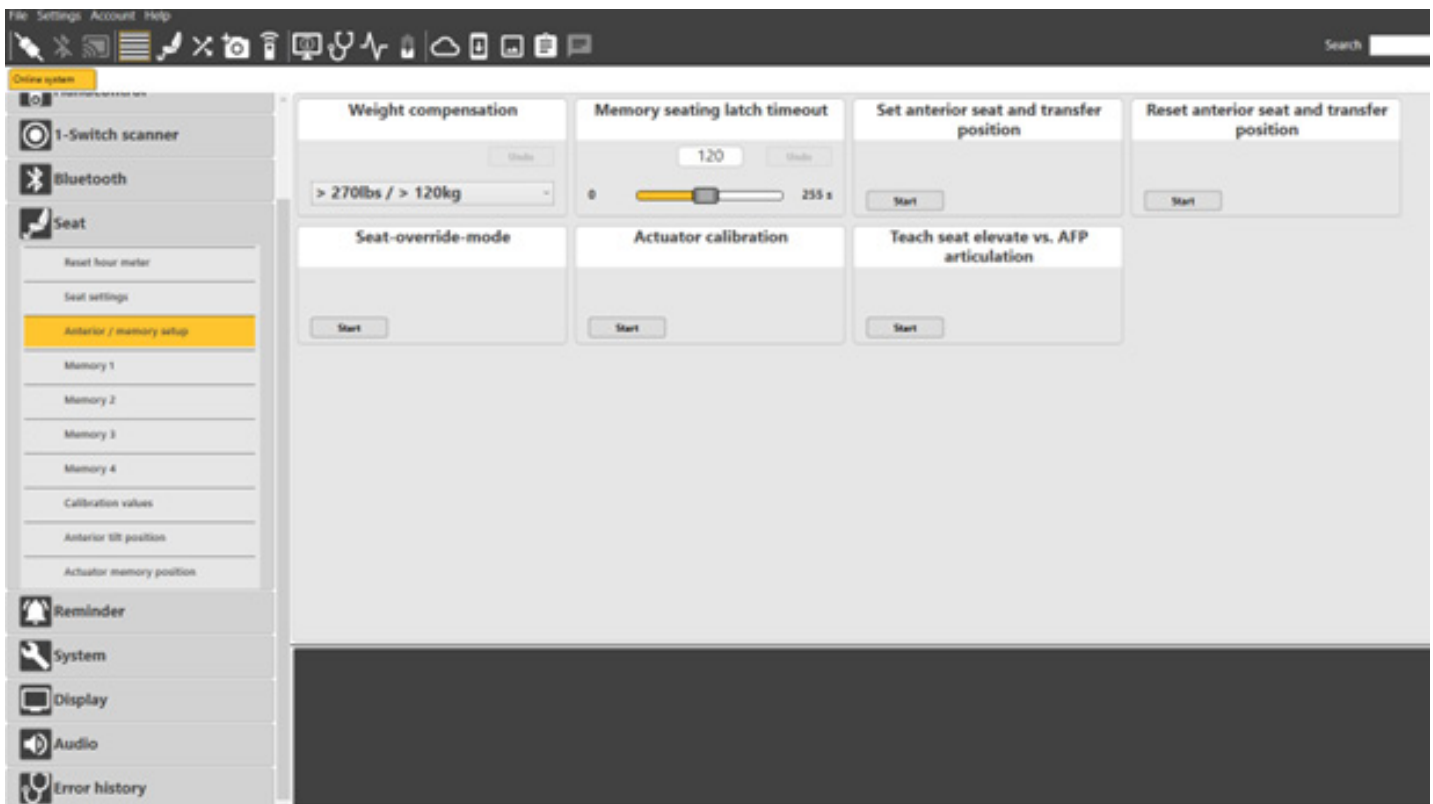 File Settings Account Help
Search
Online system
Handcontrol
1-Switch scanner
Bluetooth
Seat
Reset hour meter
Seat settings
Anterior / memory setup
Memory 1
Memory 2
Memory 3
Memory 4
Calibration values
Anterior tilt position
Actuator memory position
Reminder
System
Display
Audio
Error history
Weight compensation
Undo
> 270lbs / > 120kg
Memory seating latch timeout
120 Undo
0 255 s
Set anterior seat and transfer
position
Start
Reset anterior seat and transfer
position
Start
Seat-override-mode
Start
Actuator calibration
Start
Teach seat elevate vs. AFP
articulation
Start